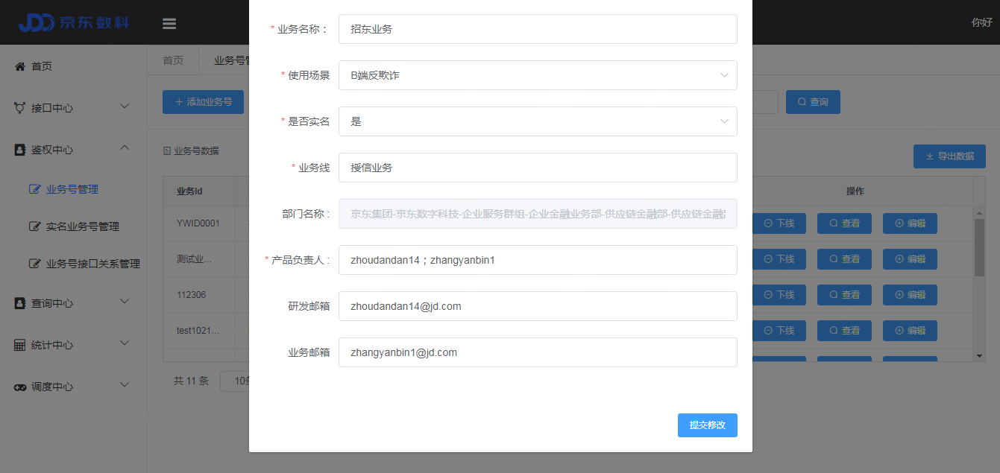 JDD 京东数科
你好
首页
接口中心
鉴权中心
业务号管理
实名业务号管理
业务号接口关系管理
查询中心
统计中心
调度中心
首页
业务号管
+ 添加业务号
查询
业务号数据
导出数据
业务Id
操作
YWID0001
下线 查看 编辑
测试业...
下线 查看 编辑
112306
下线 查看 编辑
test1021...
下线 查看 编辑
共 11 条
10条
* 业务名称： 招东业务
* 使用场景 B端反欺诈
* 是否实名 是
* 业务线 授信业务
部门名称： 京东集团-京东数字科技-企业服务群组-企业金融业务部-供应链金融部-供应链金融
* 产品负责人： zhoudandan14；zhangyanbin1
研发邮箱 zhoudandan14@jd.com
业务邮箱 zhangyanbin1@jd.com
提交修改